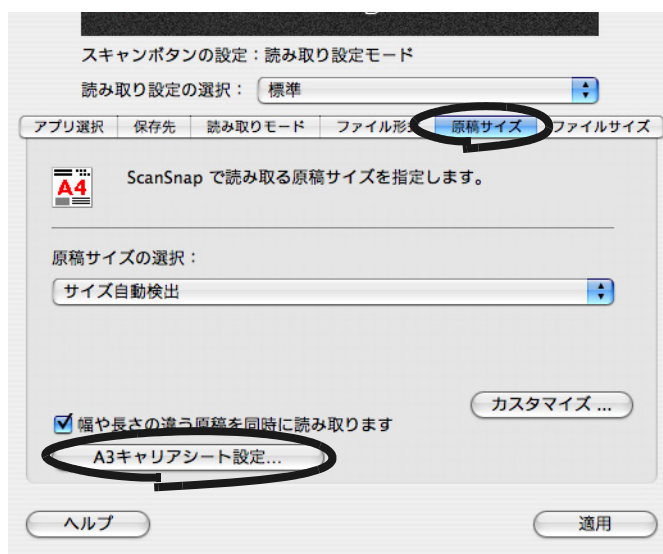 スキャンボタンの設定：読み取り設定モード
読み取り設定の選択： 標準
アプリ選択 保存先 読み取りモード ファイル形 原稿サイズ ファイルサイズ
A4 ScanSnap で読み取る原稿サイズを指定します。
原稿サイズの選択：
サイズ自動検出
カスタマイズ ...
幅や長さの違う原稿を同時に読み取ります
A3キャリアシート設定...
ヘルプ 適用